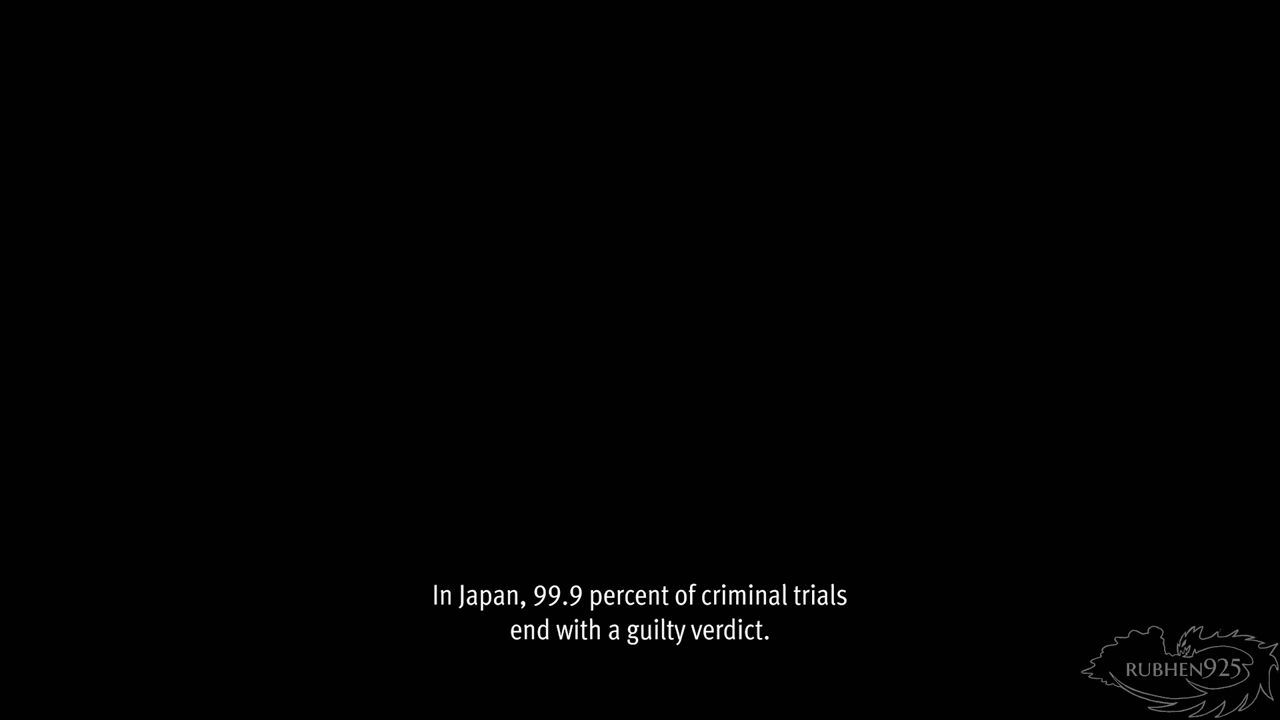 In Japan, 99.9 percent of criminal trials
end with a guilty verdict.
RUBHEN925